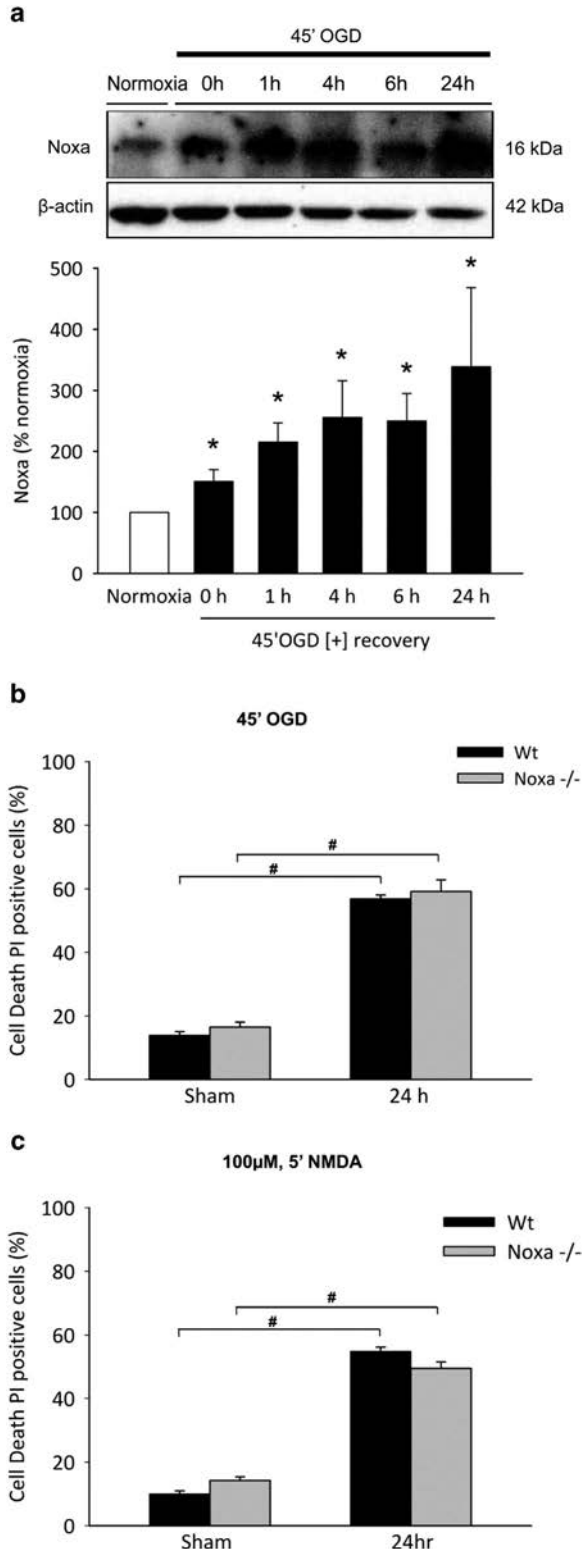 a
45' OGD
Normoxia 0h 1h 4h 6h 24h
Noxa 16 kDa
β-actin 42 kDa
500
400
300
200
100
0
Noxa (% normoxia)
* * * * *
Normoxia 0 h 1 h 4 h 6 h 24 h
45'OGD [+] recovery
b
45' OGD
Wt
Noxa -/-
100
80
60
40
20
0
Cell Death PI positive cells (%)
#
#
Sham 24 h
c
100µM, 5' NMDA
Wt
Noxa -/-
100
80
60
40
20
0
Cell Death PI positive cells (%)
#
#
Sham 24hr